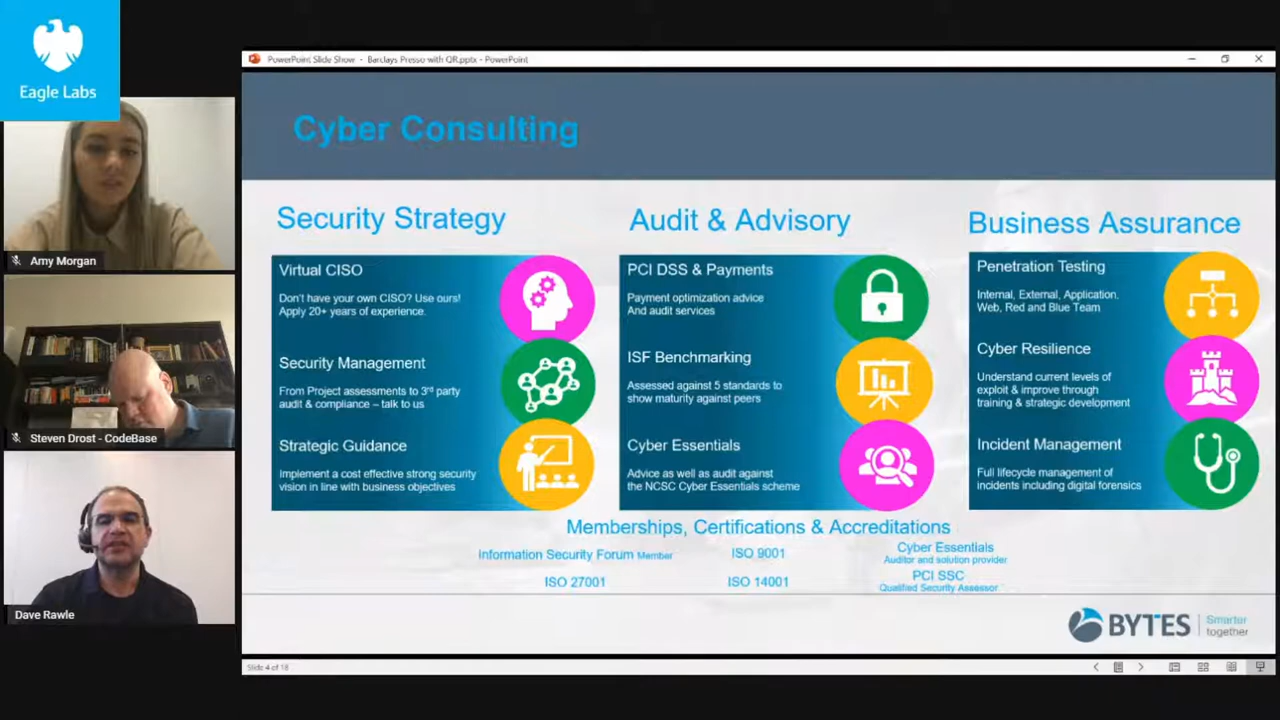 Eagle Labs
Amy Morgan
Steven Drost - CodeBase
Dave Rawle
PowerPoint Slide Show - Barclays Presso with QR.pptx - PowerPoint
Cyber Consulting
Security Strategy
Virtual CISO
Don't have your own CISO? Use ours!
Apply 20+ years of experience.
Security Management
From Project assessments to 3rd party
audit & compliance – talk to us
Strategic Guidance
Implement a cost effective strong security
vision in line with business objectives
Audit & Advisory
PCI DSS & Payments
Payment optimization advice
And audit services
ISF Benchmarking
Assessed against 5 standards to
show maturity against peers
Cyber Essentials
Advice as well as audit against
the NCSC Cyber Essentials scheme
Business Assurance
Penetration Testing
Internal, External, Application,
Web, Red and Blue Team
Cyber Resilience
Understand current levels of
exploit & improve through
training & strategic development
Incident Management
Full lifecycle management of
incidents including digital forensics
Memberships, Certifications & Accreditations
Information Security Forum Member
ISO 9001
Cyber Essentials
Auditor and solution provider
ISO 27001
ISO 14001
PCI SSC
Qualified Security Assessor
BYTES
Smarter
together
Slide 4 of 18